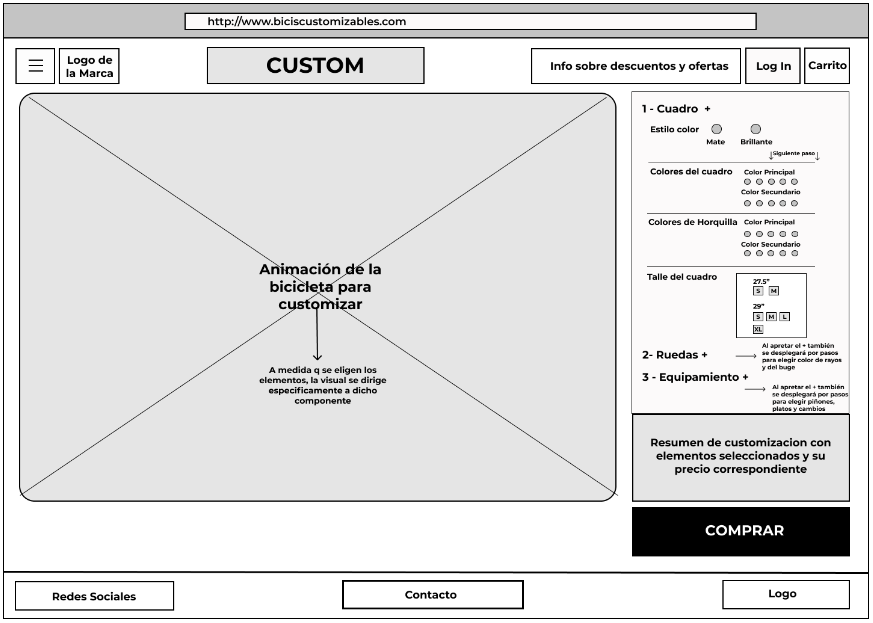 http://www.biciscustomizables.com
Logo de
la Marca
CUSTOM
Info sobre descuentos y ofertas
Log In
Carrito
Animación de la
bicicleta para
customizar
A medida q se eligen los
elementos, la visual se dirige
especificamente a dicho
componente
1 - Cuadro +
Estilo color
Mate
Brillante
Siguiente paso
Colores del cuadro
Color Principal
Color Secundario
Colores de Horquilla
Color Principal
Color Secundario
Talle del cuadro
27.5"
S M
29"
S M L
XL
2- Ruedas +
Al apretar el + también
se desplegará por pasos
para elegir color de rayos
y del buge
3 - Equipamiento +
Al apretar el + también
se desplegará por pasos
para elegir piñones,
platos y cambios
Resumen de customizacion con
elementos seleccionados y su
precio correspondiente
COMPRAR
Redes Sociales
Contacto
Logo